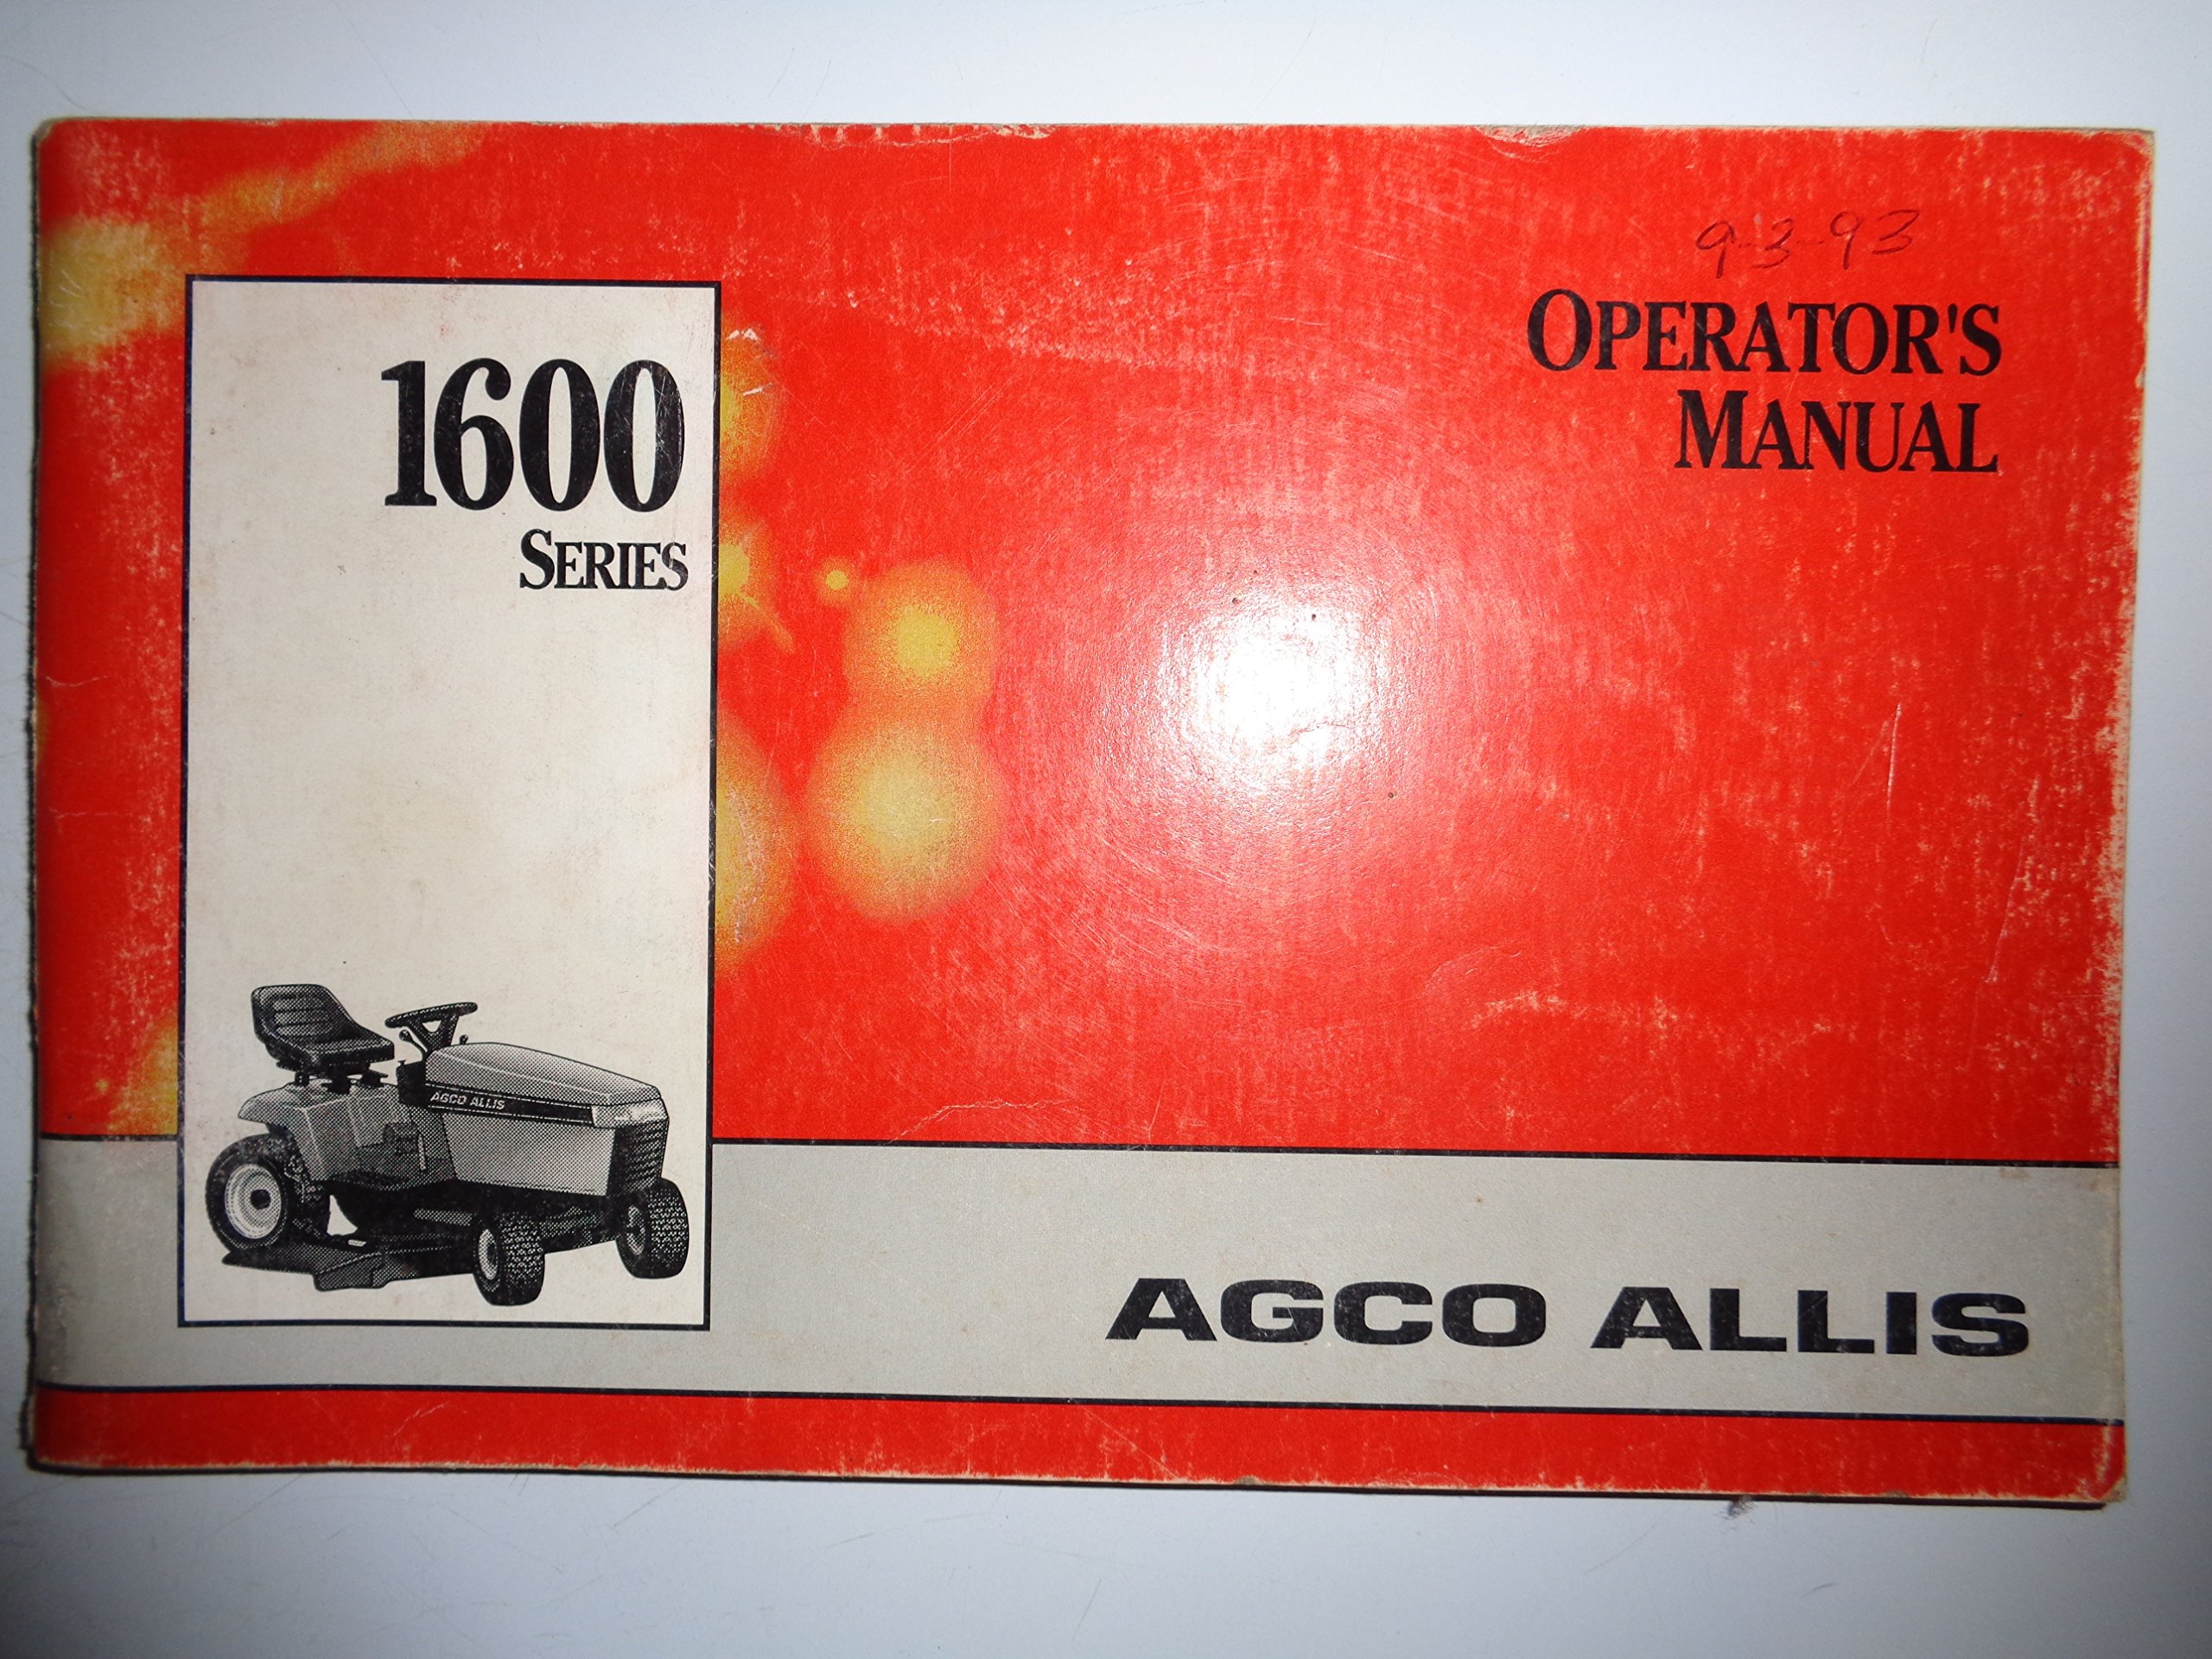 9-3-93
OPERATOR'S
MANUAL
1600
SERIES
AGCO ALLIS
AGCO ALLIS